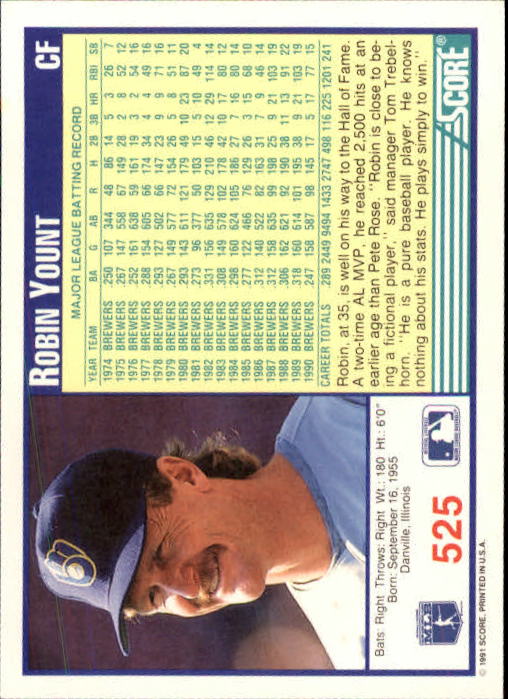 ROBIN YOUNT CF
MAJOR LEAGUE BATTING RECORD
YEAR TEAM BA G AB R H 2B 3B HR RBI SB
1974 BREWERS .250 107 344 48 86 14 5 3 26 7
1975 BREWERS .267 147 558 67 149 28 2 8 52 12
1976 BREWERS .252 161 638 59 161 19 3 2 54 16
1977 BREWERS .288 154 605 66 174 34 4 4 49 16
1978 BREWERS .293 127 502 66 147 23 9 9 71 16
1979 BREWERS .267 149 577 72 154 26 5 8 51 11
1980 BREWERS .293 143 611 121 179 49 10 23 87 20
1981 BREWERS .273 96 377 50 103 15 5 10 49 4
1982 BREWERS .331 156 635 129 210 46 12 29 114 14
1983 BREWERS .308 149 578 102 178 42 10 17 80 12
1984 BREWERS .298 160 624 105 186 27 7 16 80 14
1985 BREWERS .277 122 466 76 129 26 3 15 68 10
1986 BREWERS .312 140 522 82 163 31 7 9 46 14
1987 BREWERS .312 158 635 99 198 25 9 21 103 19
1988 BREWERS .306 162 621 92 190 38 11 13 91 22
1989 BREWERS .318 160 614 101 195 38 9 21 103 19
1990 BREWERS .247 158 587 98 145 17 5 17 77 15
CAREER TOTALS .289 2449 9494 1433 2747 498 116 225 1201 241
Robin, at 35, is well on his way to the Hall of Fame.
A two-time AL MVP, he reached 2,500 hits at an
earlier age than Pete Rose. "Robin is close to be-
ing a fictional player," said manager Tom Trebel-
horn. "He is a pure baseball player. He knows
nothing about his stats. He plays simply to win."
SCORE®
B
Bats: Right Throws: Right Wt.: 180 Ht.: 6'0"
Born: September 16, 1955
Danville, Illinois
MLB
525
© 1991 SCORE, PRINTED IN U.S.A.